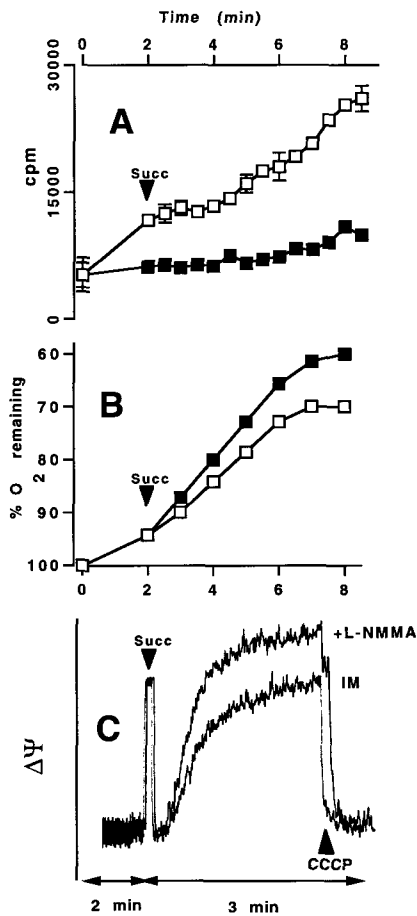 Time (min)
0 2 4 6 8
30000
15000
0
cpm
A
Succ
60
70
80
90
100
% O2 remaining
B
Succ
0 2 4 6 8
Succ
+L-NMMA
IM
C
ΔΨ
CCCP
2 min 3 min